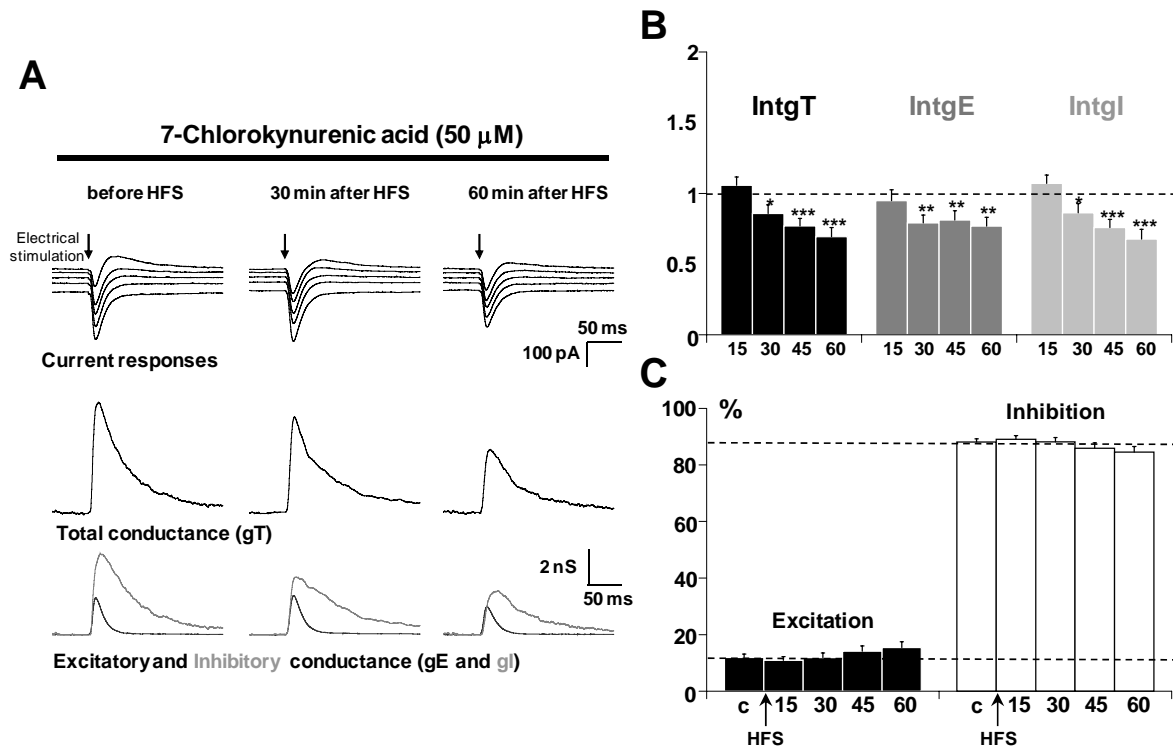 A
7-Chlorokynurenic acid (50 μM)
before HFS
30 min after HFS
60 min after HFS
Electrical
stimulation
50 ms
100 pA
Current responses
Total conductance (gT)
2 nS
50 ms
Excitatory and Inhibitory conductance (gE and gI)
B
2
1.5
1
0.5
0
IntgT
IntgE
IntgI
* *** ***
** ** **
* *** ***
15 30 45 60
15 30 45 60
15 30 45 60
C
100
80
60
40
20
0
%
Inhibition
Excitation
c 15 30 45 60
c 15 30 45 60
HFS
HFS